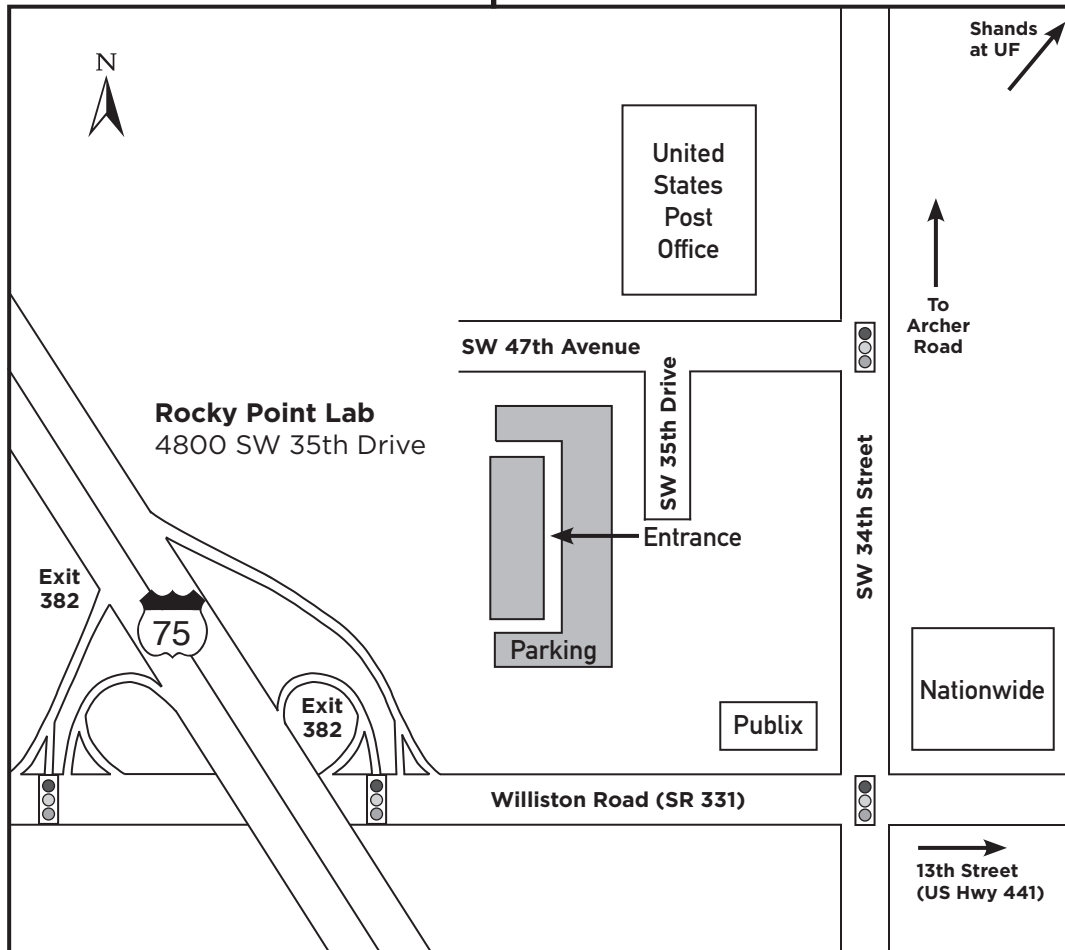 Shands
at UF
N
United
States
Post
Office
To
Archer
Road
SW 47th Avenue
SW 35th Drive
Rocky Point Lab
4800 SW 35th Drive
SW 34th Street
Entrance
Exit
382
75
Parking
Nationwide
Exit
382
Publix
Williston Road (SR 331)
13th Street
(US Hwy 441)